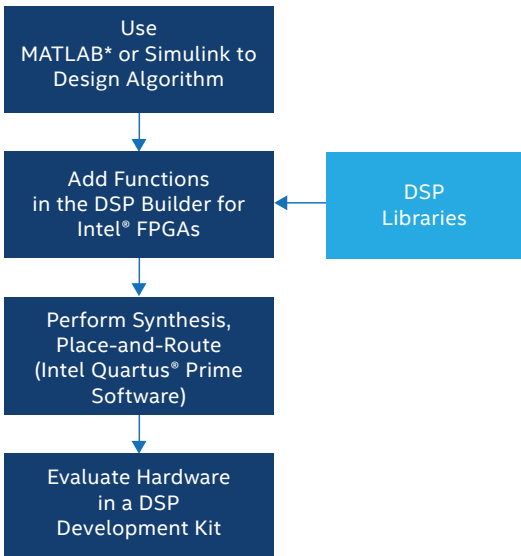 Use
MATLAB* or Simulink to
Design Algorithm
Add Functions
in the DSP Builder for
Intel® FPGAs
DSP
Libraries
Perform Synthesis,
Place-and-Route
(Intel Quartus® Prime
Software)
Evaluate Hardware
in a DSP
Development Kit